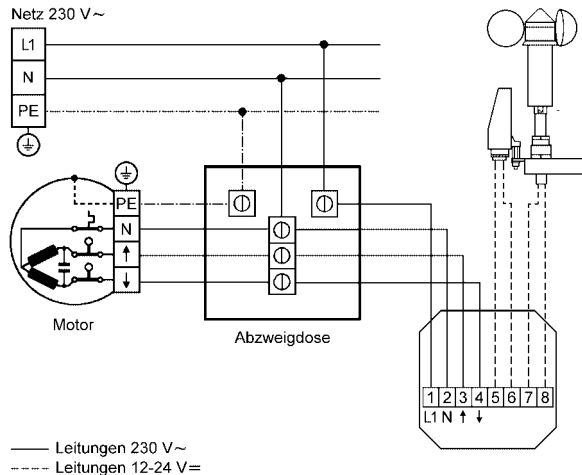 Netz 230 V~
L1
N
PE
PE
N
↑
↓
Motor
Abzweigdose
1 2 3 4 5 6 7 8
L1 N ↑ ↓
Leitungen 230 V~
Leitungen 12-24 V=